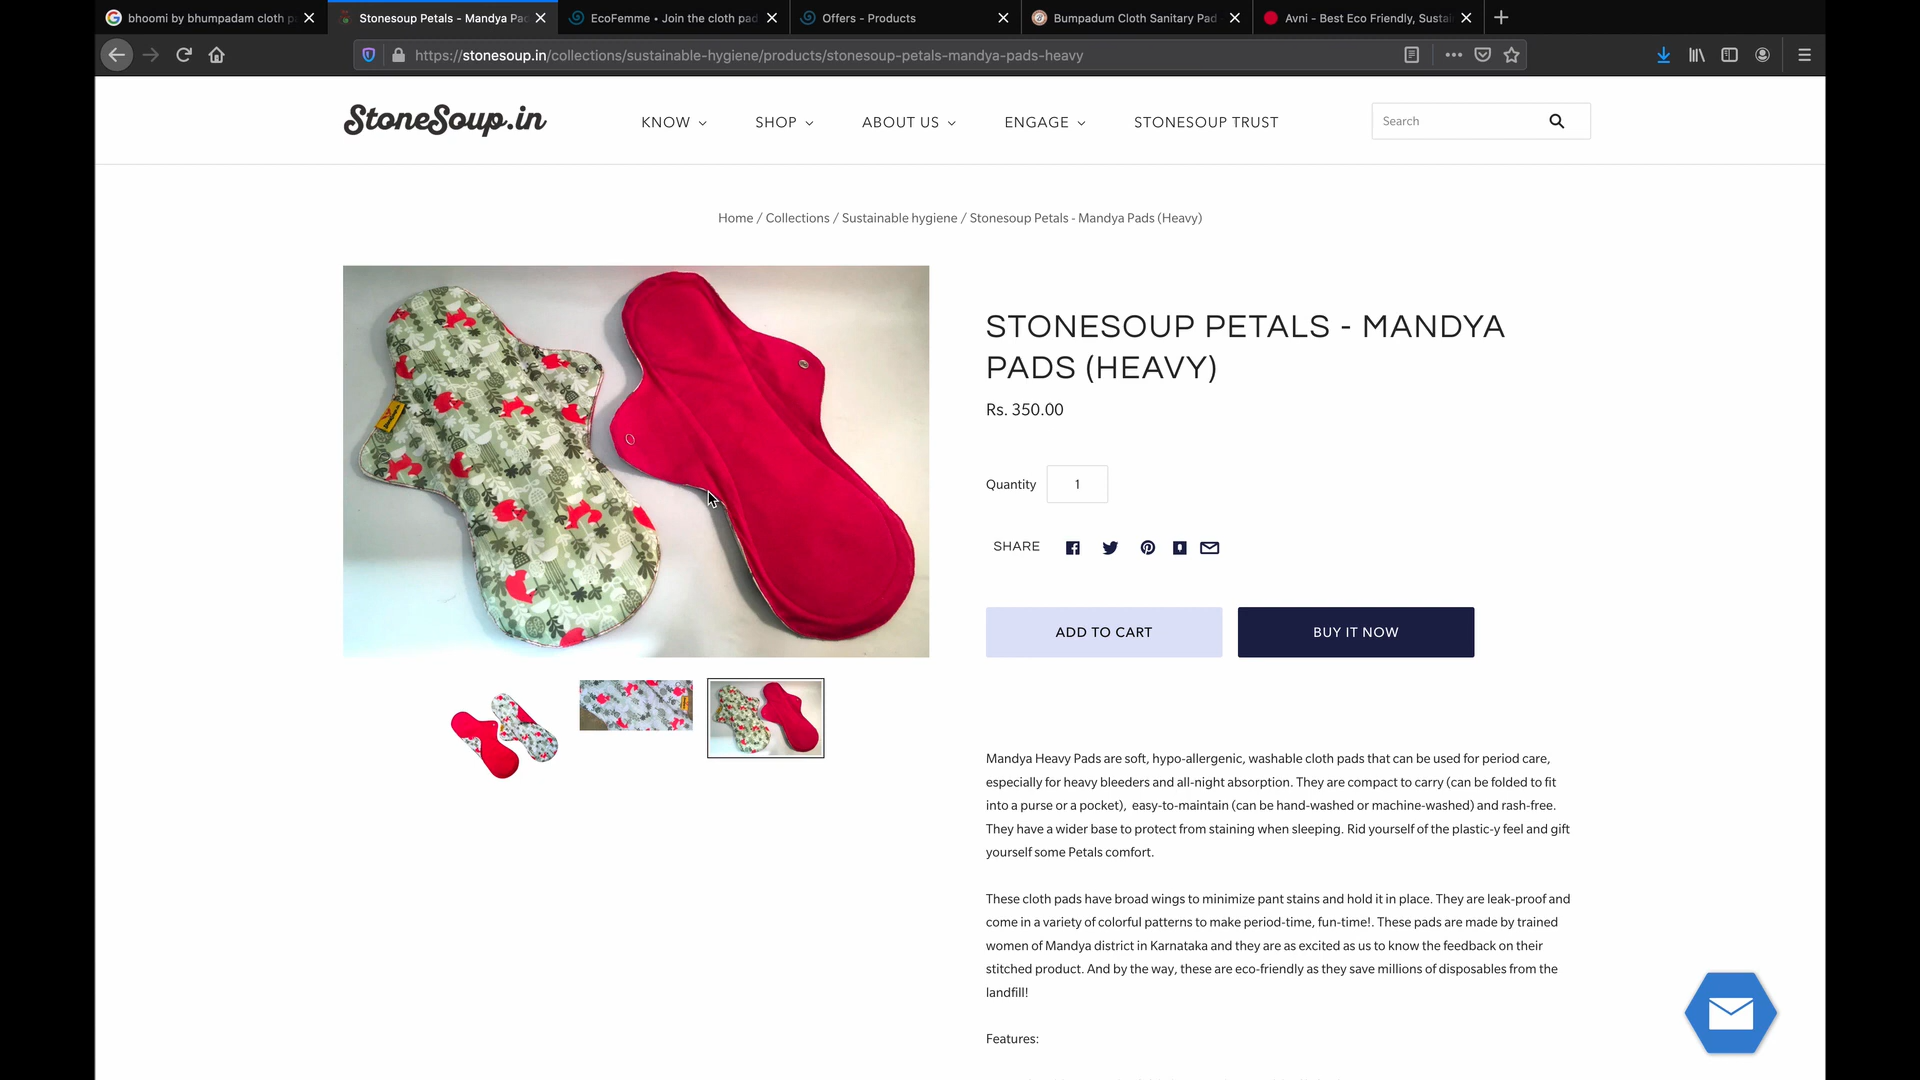 bhoomi by bhumpadam cloth p
Stonesoup Petals - Mandya Pad
EcoFemme • Join the cloth pad
Offers - Products
Bumpadum Cloth Sanitary Pad
Avni - Best Eco Friendly, Sustai
https://stonesoup.in/collections/sustainable-hygiene/products/stonesoup-petals-mandya-pads-heavy
StoneSoup.in
KNOW
SHOP
ABOUT US
ENGAGE
STONESOUP TRUST
Search
Home / Collections / Sustainable hygiene / Stonesoup Petals - Mandya Pads (Heavy)
STONESOUP PETALS - MANDYA
PADS (HEAVY)
Rs. 350.00
Quantity
1
SHARE
ADD TO CART
BUY IT NOW
Mandya Heavy Pads are soft, hypo-allergenic, washable cloth pads that can be used for period care,
especially for heavy bleeders and all-night absorption. They are compact to carry (can be folded to fit
into a purse or a pocket), easy-to-maintain (can be hand-washed or machine-washed) and rash-free.
They have a wider base to protect from staining when sleeping. Rid yourself of the plastic-y feel and gift
yourself some Petals comfort.
These cloth pads have broad wings to minimize pant stains and hold it in place. They are leak-proof and
come in a variety of colorful patterns to make period-time, fun-time!. These pads are made by trained
women of Mandya district in Karnataka and they are as excited as us to know the feedback on their
stitched product. And by the way, these are eco-friendly as they save millions of disposables from the
landfill!
Features: